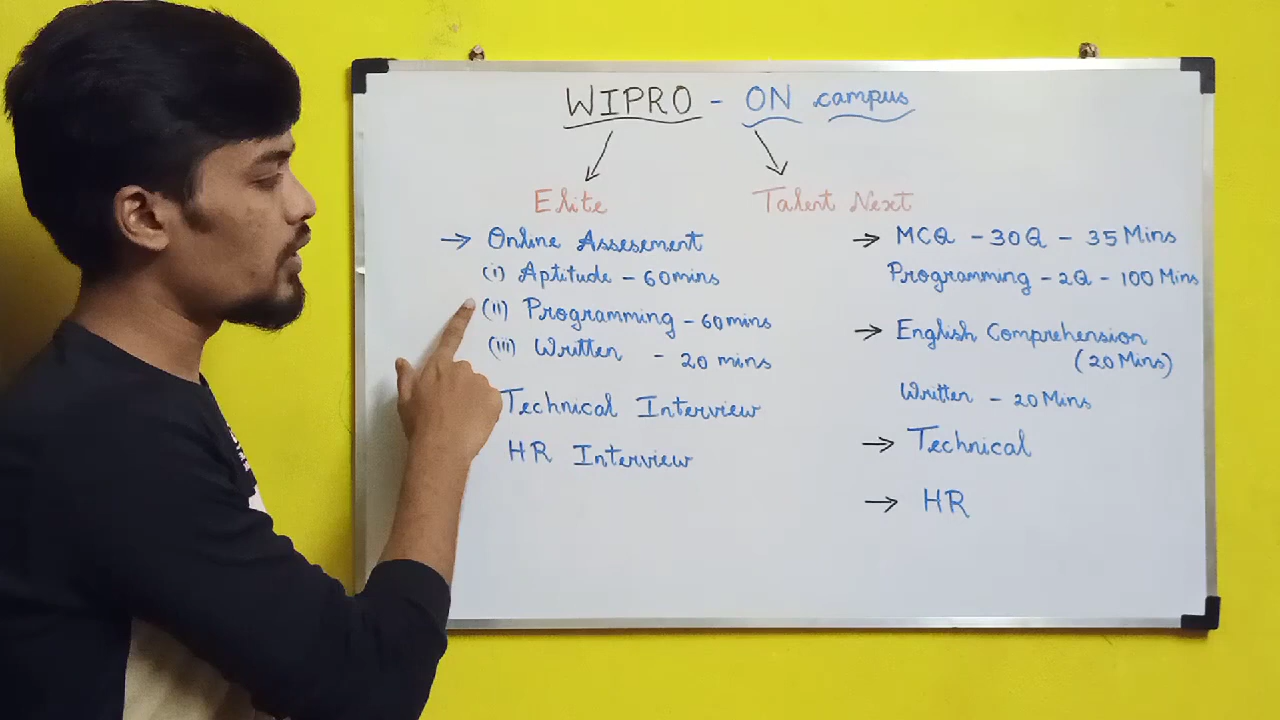 WIPRO - ON campus
Elite
→ Online Assesement
(i) Aptitude - 60mins
(ii) Programming - 60mins
(iii) Written - 20 mins
Technical Interview
HR Interview
Talent Next
→ MCQ - 30Q - 35 Mins
Programming - 2Q - 100 Mins
→ English Comprehension
(20 Mins)
Written - 20 Mins
→ Technical
→ HR